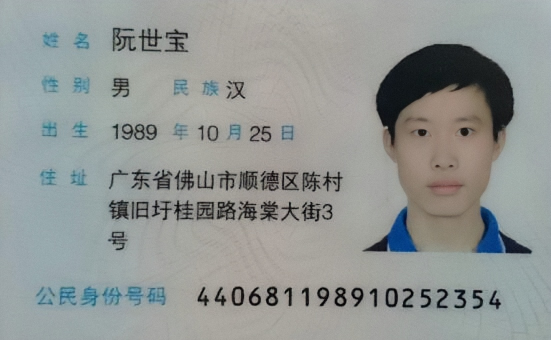 姓名 阮世宝
性别 男 民族 汉
出生 1989 年 10 月 25 日
住址 广东省佛山市顺德区陈村
镇旧圩桂园路海棠大街3
号
公民身份号码 440681198910252354